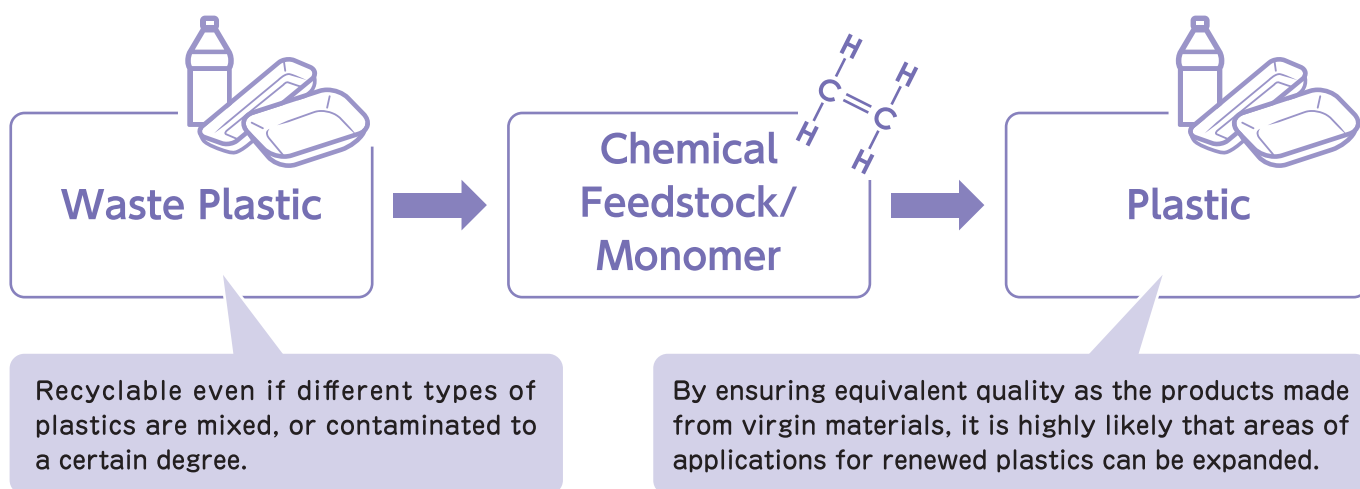 H
H
C
C
H
H
Waste Plastic
Chemical
Feedstock/
Monomer
Plastic
Recyclable even if different types of
plastics are mixed, or contaminated to
a certain degree.
By ensuring equivalent quality as the products made
from virgin materials, it is highly likely that areas of
applications for renewed plastics can be expanded.